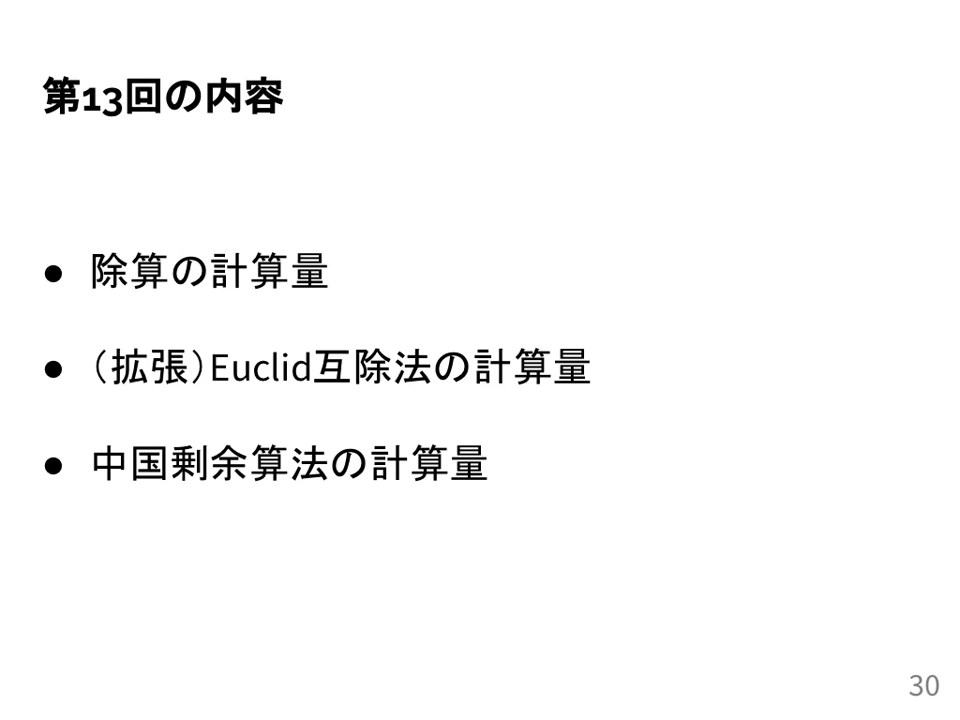 第13回の内容
● 除算の計算量
● （拡張）Euclid互除法の計算量
● 中国剰余算法の計算量
30